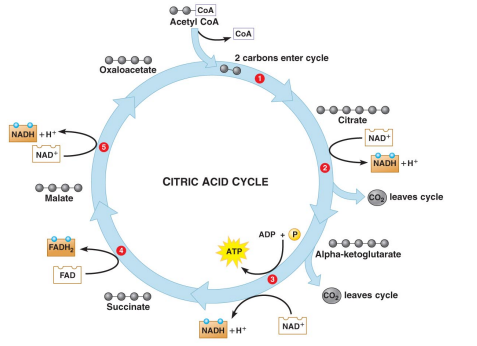 CoA
Acetyl CoA
CoA
2 carbons enter cycle
Oxaloacetate
1
Citrate
NAD⁺
NADH + H⁺
2
CO₂ leaves cycle
NADH + H⁺
NAD⁺
5
CITRIC ACID CYCLE
Malate
ADP + P
ATP
Alpha-ketoglutarate
FADH₂
FAD
4
3
CO₂ leaves cycle
Succinate
NADH + H⁺
NAD⁺